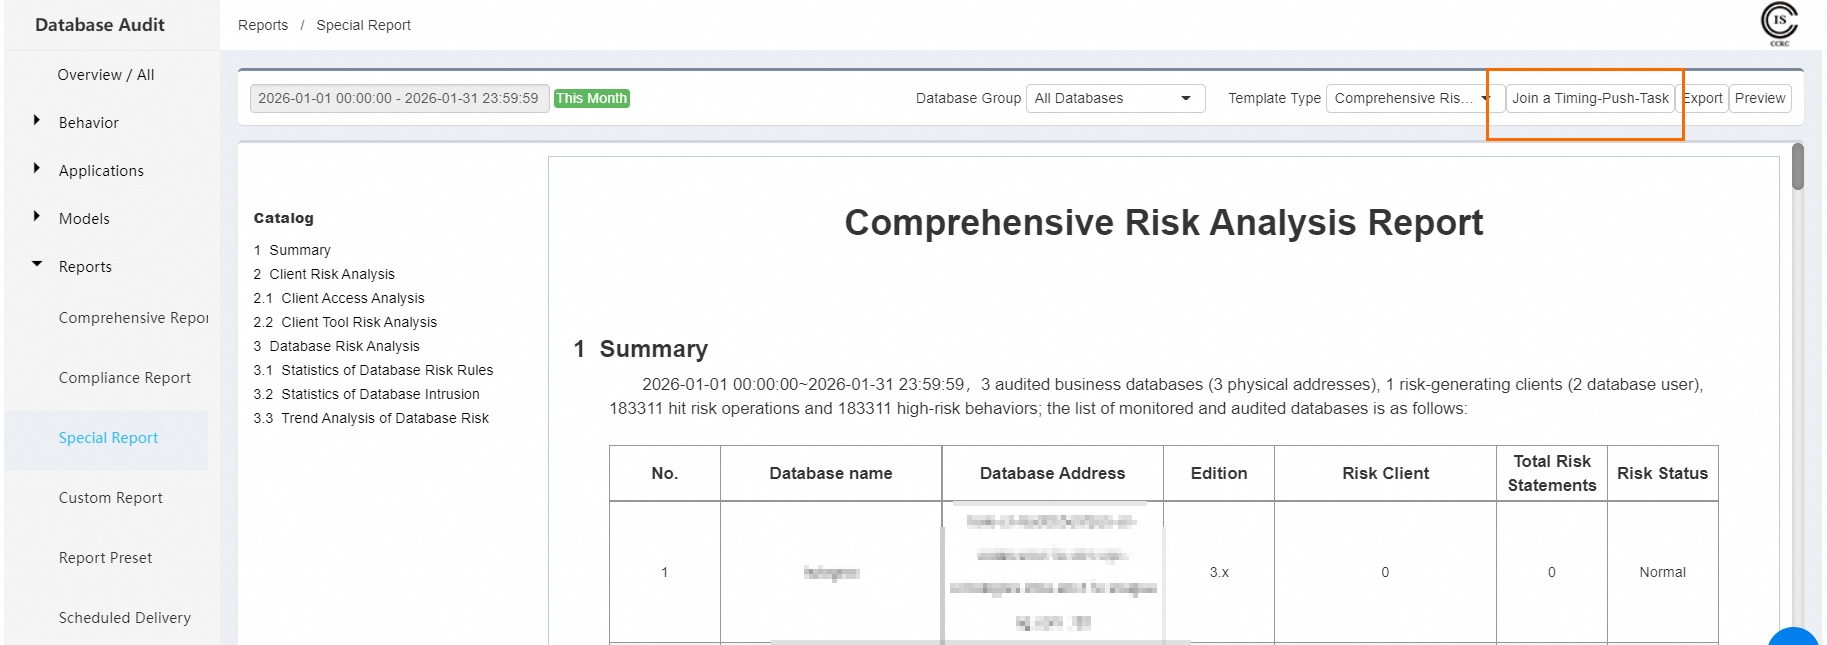 Database Audit
Reports / Special Report
IS
CCRC
Overview / All
Behavior
Applications
Models
Reports
Comprehensive Repor
Compliance Report
Special Report
Custom Report
Report Preset
Scheduled Delivery
2026-01-01 00:00:00 - 2026-01-31 23:59:59 This Month
Database Group All Databases Template Type Comprehensive Ris... Join a Timing-Push-Task Export Preview
Catalog
1 Summary
2 Client Risk Analysis
2.1 Client Access Analysis
2.2 Client Tool Risk Analysis
3 Database Risk Analysis
3.1 Statistics of Database Risk Rules
3.2 Statistics of Database Intrusion
3.3 Trend Analysis of Database Risk
Comprehensive Risk Analysis Report
1 Summary
2026-01-01 00:00:00~2026-01-31 23:59:59，3 audited business databases (3 physical addresses), 1 risk-generating clients (2 database user),
183311 hit risk operations and 183311 high-risk behaviors; the list of monitored and audited databases is as follows:
No. Database name Database Address Edition Risk Client Total Risk Statements Risk Status
1 3.x 0 0 Normal